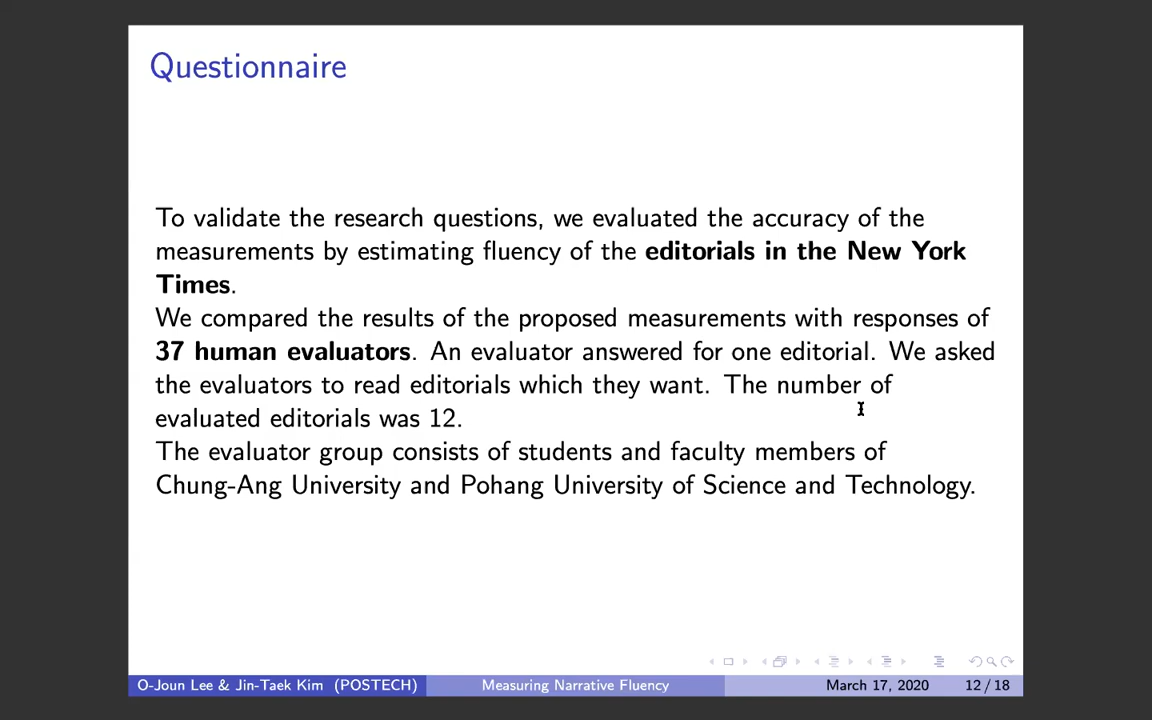 Questionnaire
To validate the research questions, we evaluated the accuracy of the
measurements by estimating fluency of the editorials in the New York
Times.
We compared the results of the proposed measurements with responses of
37 human evaluators. An evaluator answered for one editorial. We asked
the evaluators to read editorials which they want. The number of
evaluated editorials was 12.
The evaluator group consists of students and faculty members of
Chung-Ang University and Pohang University of Science and Technology.
O-Joun Lee & Jin-Taek Kim (POSTECH) Measuring Narrative Fluency March 17, 2020 12 / 18